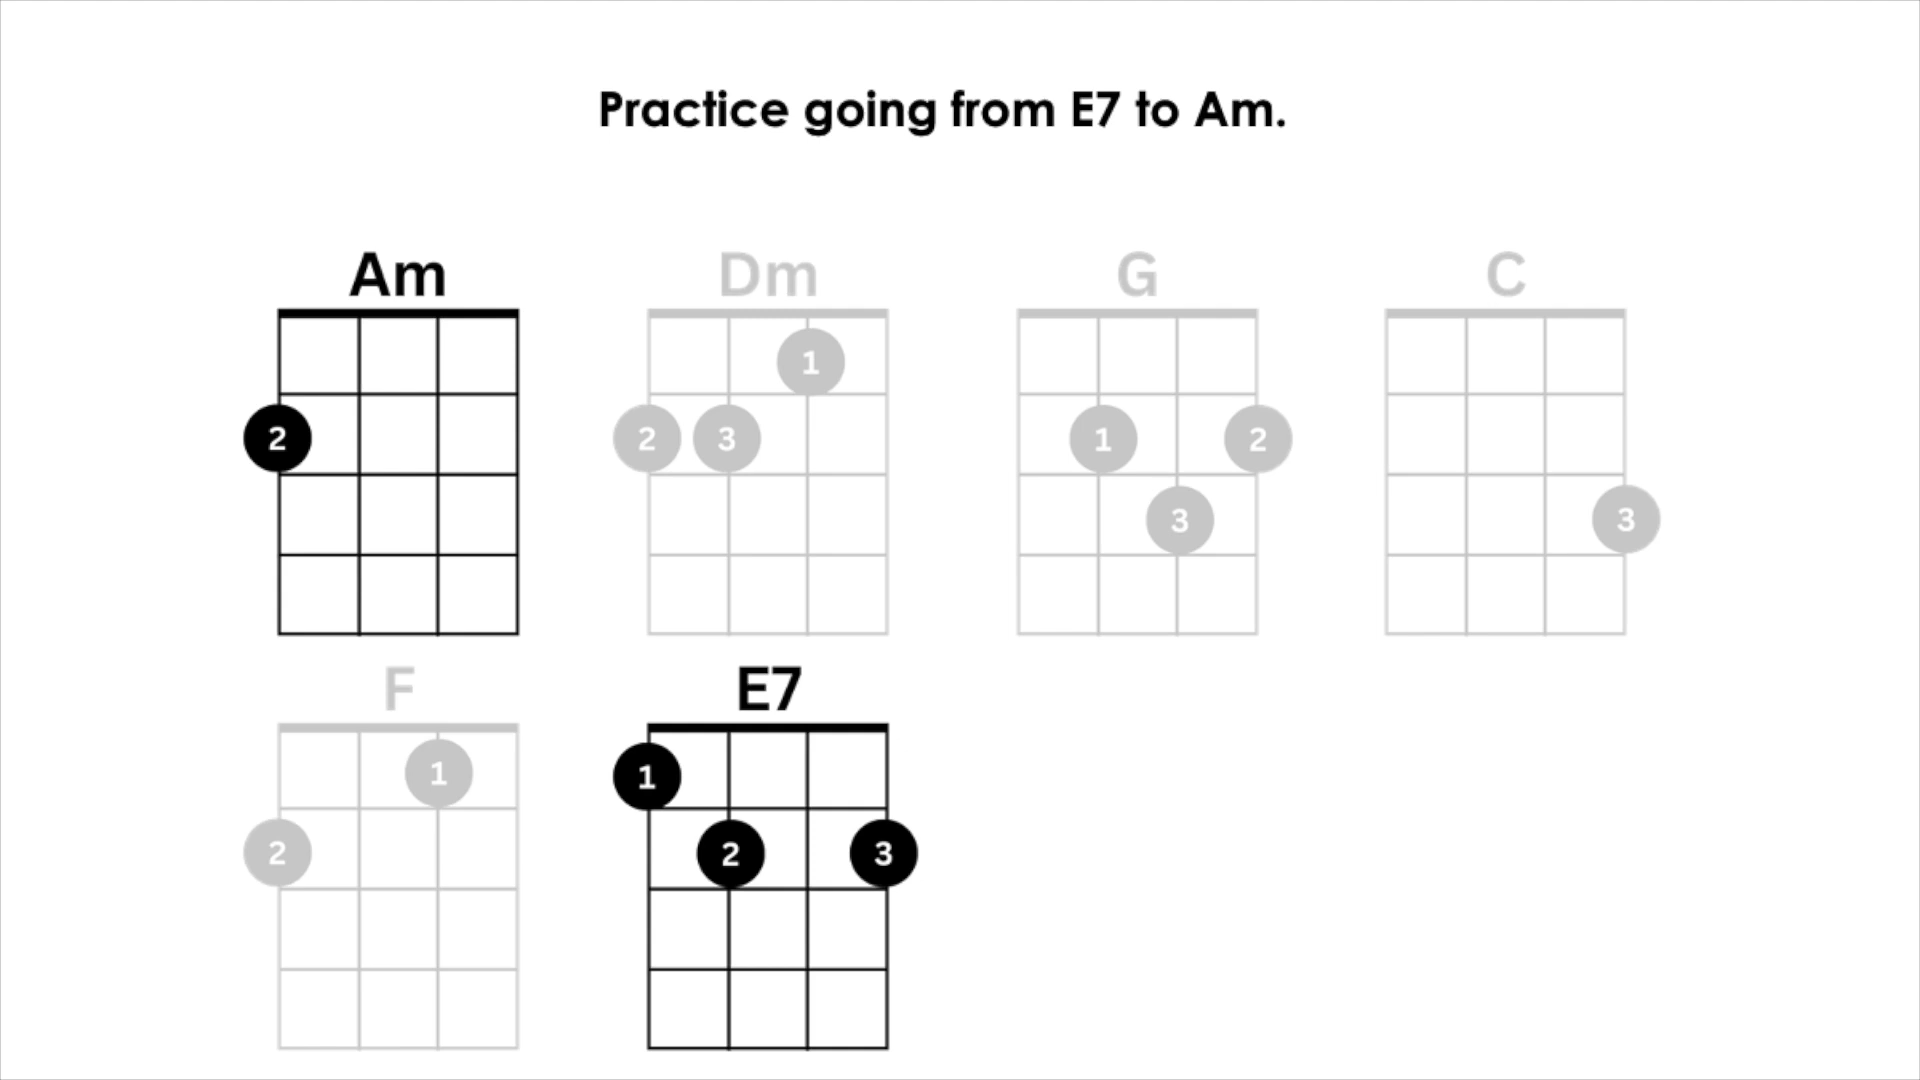 Practice going from E7 to Am.
Am Dm G C
1
2 2 3 1 2
3 3
F E7
1 1
2 2 3